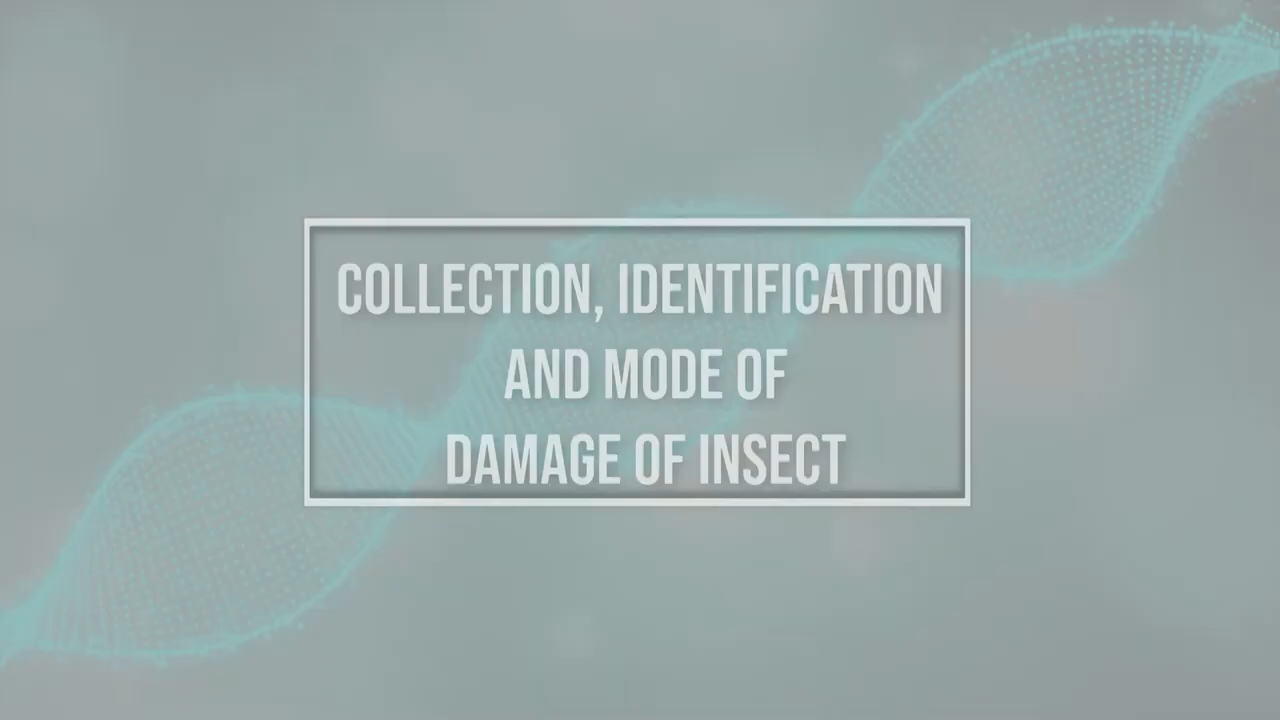 COLLECTION, IDENTIFICATION
AND MODE OF
DAMAGE OF INSECT